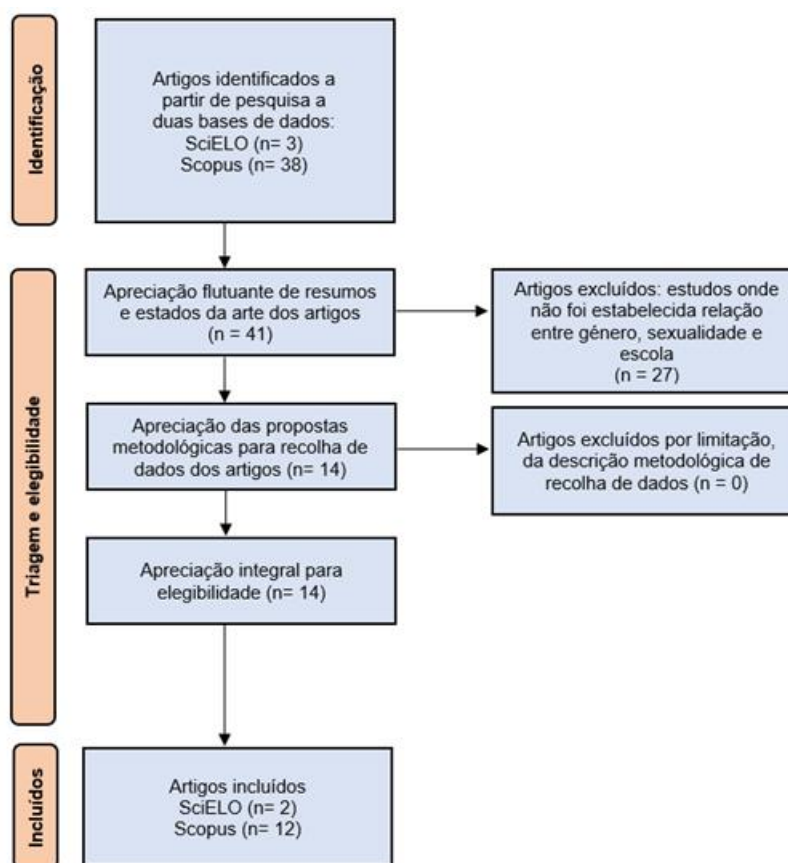 Identificação
Artigos identificados a
partir de pesquisa a
duas bases de dados:
SciELO (n= 3)
Scopus (n= 38)
Triagem e elegibilidade
Apreciação flutuante de resumos
e estados da arte dos artigos
(n = 41)
Artigos excluídos: estudos onde
não foi estabelecida relação
entre género, sexualidade e
escola
(n = 27)
Apreciação das propostas
metodológicas para recolha de
dados dos artigos (n= 14)
Artigos excluídos por limitação,
da descrição metodológica de
recolha de dados (n = 0)
Apreciação integral para
elegibilidade (n= 14)
Incluídos
Artigos incluídos
SciELO (n= 2)
Scopus (n= 12)